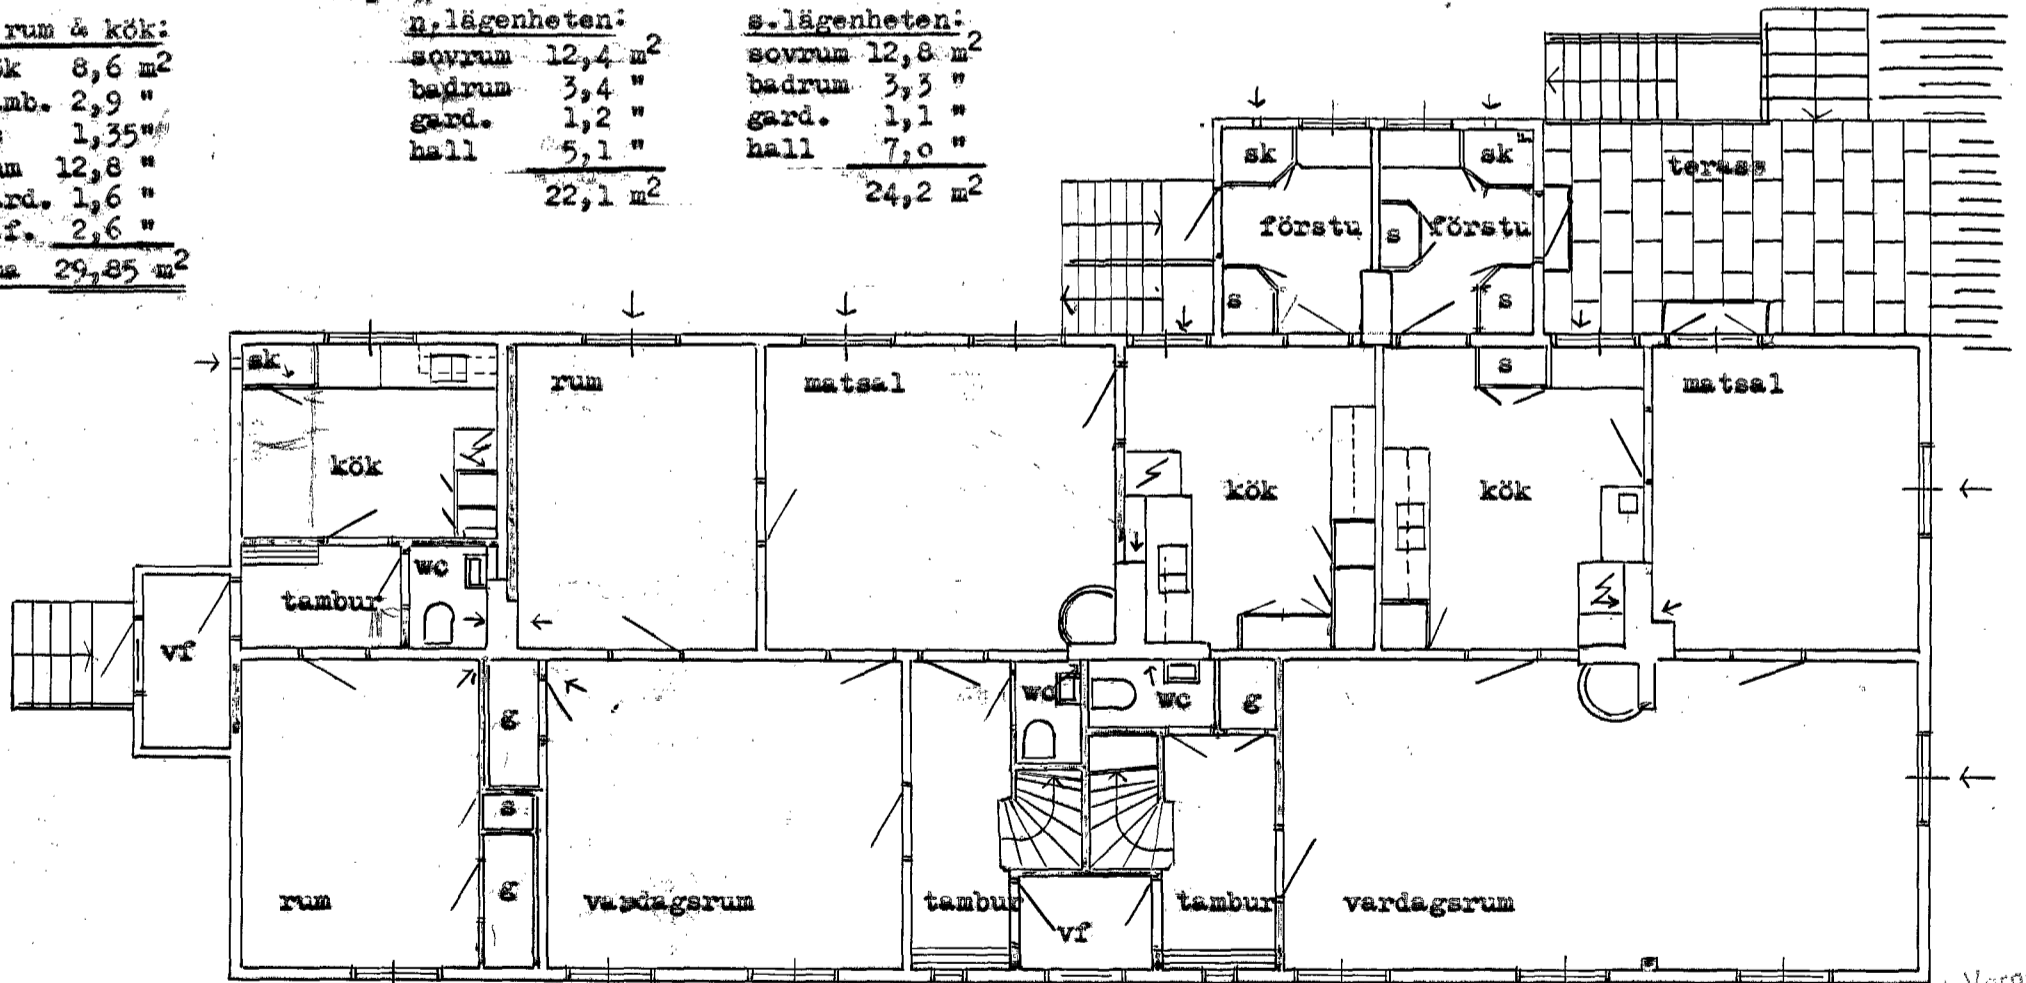 rum & kök:
8,6 m²
2,9 "
1,35"
12,8 "
1,6 "
2,6 "
29,85 m²
n.lägenheten:
sovrum 12,4 m²
badrum 3,4 "
gard. 1,2 "
hall 5,1 "
22,1 m²
s.lägenheten:
sovrum 12,8 m²
badrum 3,3 "
gard. 1,1 "
hall 7,0 "
24,2 m²
sk
sk
terass
förstu
s
förstu
s
s
sk
rum
matsal
s
matsal
kök
kök
kök
wc
tambur
vf
g
wc
wc
g
s
g
rum
vardagsrum
tambur
vf
tambur
vardagsrum